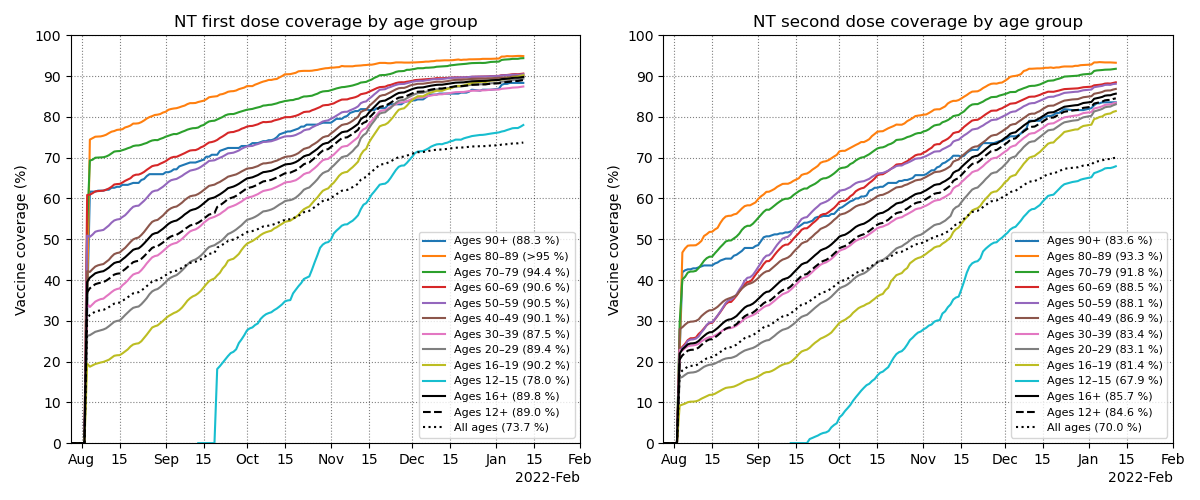 NT first dose coverage by age group
Vaccine coverage (%)
100
90
80
70
60
50
40
30
20
10
0
Aug 15 Sep 15 Oct 15 Nov 15 Dec 15 Jan 15 Feb
2022-Feb
Ages 90+ (88.3 %)
Ages 80–89 (>95 %)
Ages 70–79 (94.4 %)
Ages 60–69 (90.6 %)
Ages 50–59 (90.5 %)
Ages 40–49 (90.1 %)
Ages 30–39 (87.5 %)
Ages 20–29 (89.4 %)
Ages 16–19 (90.2 %)
Ages 12–15 (78.0 %)
Ages 16+ (89.8 %)
Ages 12+ (89.0 %)
All ages (73.7 %)
NT second dose coverage by age group
Vaccine coverage (%)
100
90
80
70
60
50
40
30
20
10
0
Aug 15 Sep 15 Oct 15 Nov 15 Dec 15 Jan 15 Feb
2022-Feb
Ages 90+ (83.6 %)
Ages 80–89 (93.3 %)
Ages 70–79 (91.8 %)
Ages 60–69 (88.5 %)
Ages 50–59 (88.1 %)
Ages 40–49 (86.9 %)
Ages 30–39 (83.4 %)
Ages 20–29 (83.1 %)
Ages 16–19 (81.4 %)
Ages 12–15 (67.9 %)
Ages 16+ (85.7 %)
Ages 12+ (84.6 %)
All ages (70.0 %)